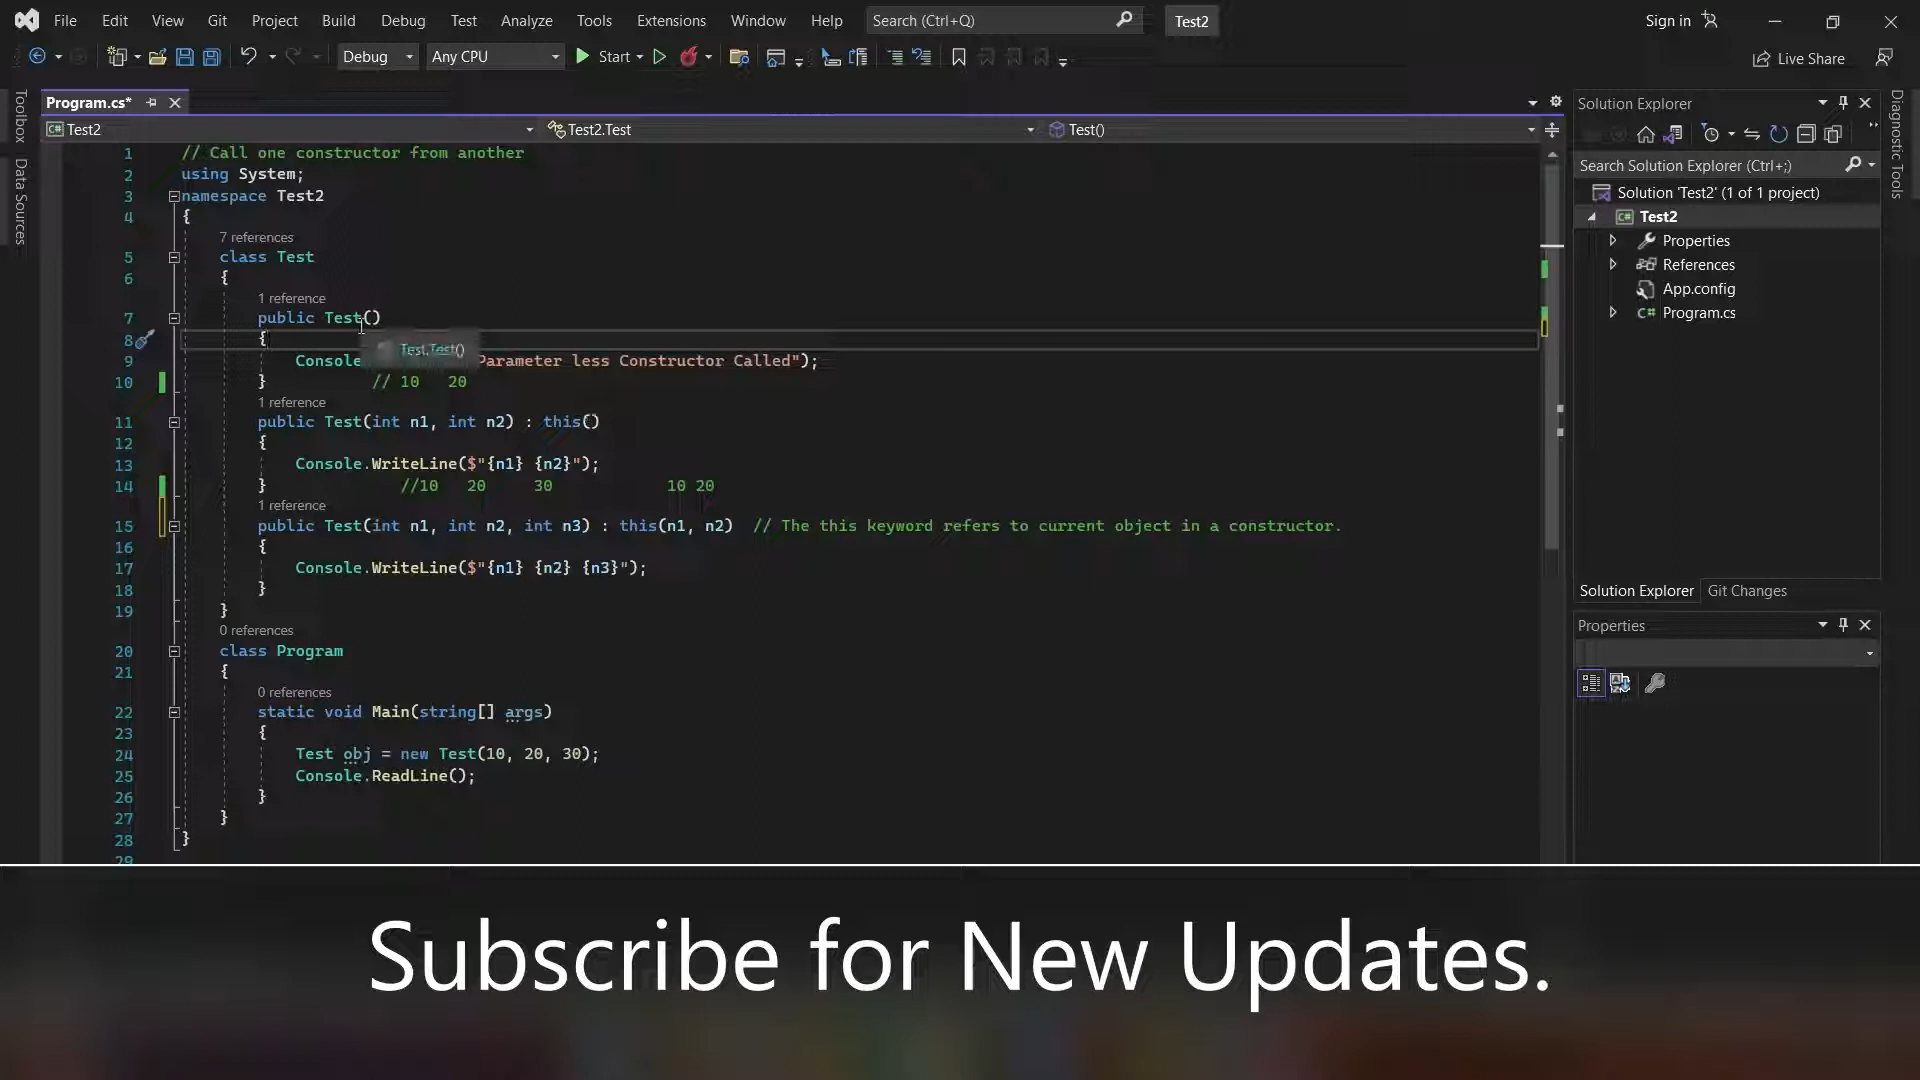 File Edit View Git Project Build Debug Test Analyze Tools Extensions Window Help Search (Ctrl+Q) Test2 Sign in
Debug Any CPU Start Live Share
Program.cs*
C# Test2 Test2.Test Test()
Toolbox
Data Sources
1 // Call one constructor from another
2 using System;
3 namespace Test2
4 {
7 references
5 class Test
6 {
1 reference
7 public Test()
8 {
Test.Test()
9 Console Parameter less Constructor Called");
10 } // 10 20
1 reference
11 public Test(int n1, int n2) : this()
12 {
13 Console.WriteLine($"{n1} {n2}");
14 } //10 20 30 10 20
1 reference
15 public Test(int n1, int n2, int n3) : this(n1, n2) // The this keyword refers to current object in a constructor.
16 {
17 Console.WriteLine($"{n1} {n2} {n3}");
18 }
19 }
0 references
20 class Program
21 {
0 references
22 static void Main(string[] args)
23 {
24 Test obj = new Test(10, 20, 30);
25 Console.ReadLine();
26 }
27 }
28 }
29
Solution Explorer
Search Solution Explorer (Ctrl+;)
Solution 'Test2' (1 of 1 project)
C# Test2
Properties
References
App.config
C# Program.cs
Solution Explorer Git Changes
Properties
Diagnostic Tools
Subscribe for New Updates.